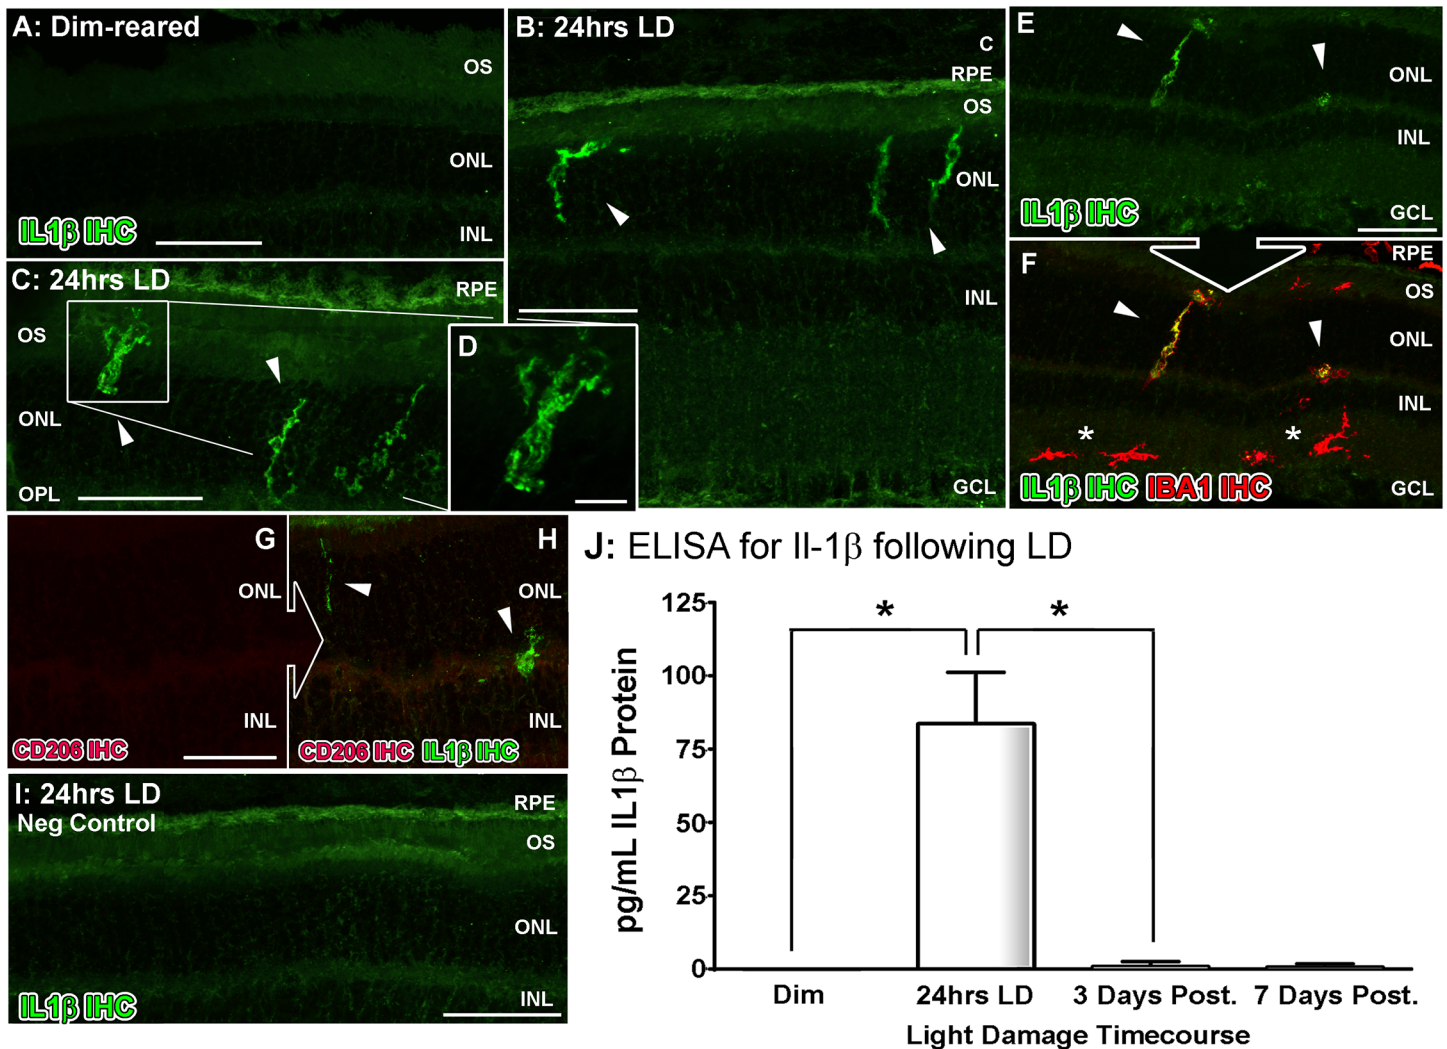 A: Dim-reared
OS
ONL
IL1β IHC
INL
B: 24hrs LD
C
RPE
OS
ONL
INL
GCL
C: 24hrs LD
RPE
OS
ONL
OPL
D
E
ONL
INL
IL1β IHC
GCL
F
RPE
OS
ONL
INL
*
*
IL1β IHC IBA1 IHC
GCL
G
ONL
INL
CD206 IHC
H
ONL
INL
CD206 IHC IL1β IHC
I: 24hrs LD
Neg Control
RPE
OS
ONL
IL1β IHC
INL
J: ELISA for Il-1β following LD
pg/mL IL1β Protein
125
100
75
50
25
0
*
*
Dim
24hrs LD
3 Days Post.
7 Days Post.
Light Damage Timecourse